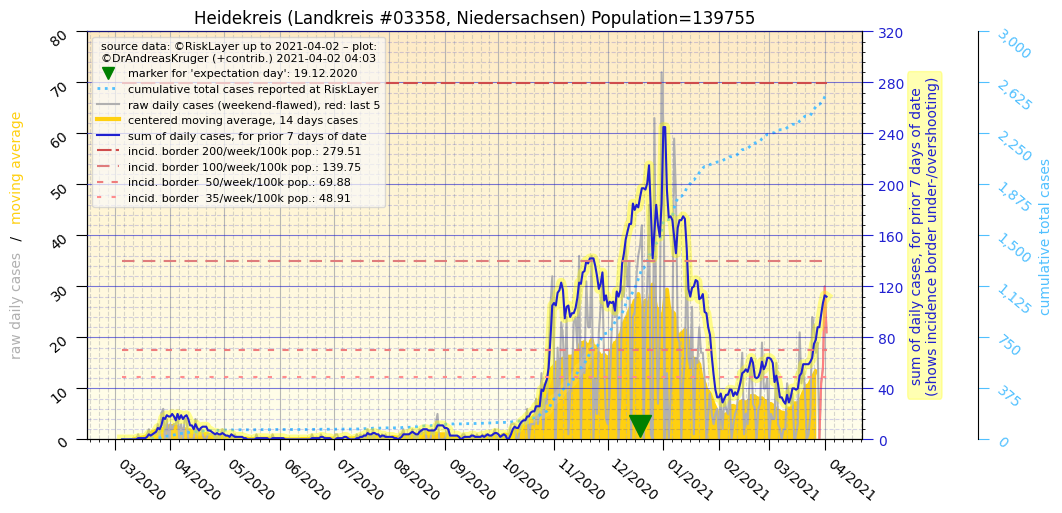 Heidekreis (Landkreis #03358, Niedersachsen) Population=139755
source data: ©RiskLayer up to 2021-04-02 – plot:
©DrAndreasKruger (+contrib.) 2021-04-02 04:03
marker for 'expectation day': 19.12.2020
cumulative total cases reported at RiskLayer
raw daily cases (weekend-flawed), red: last 5
centered moving average, 14 days cases
sum of daily cases, for prior 7 days of date
incid. border 200/week/100k pop.: 279.51
incid. border 100/week/100k pop.: 139.75
incid. border  50/week/100k pop.: 69.88
incid. border  35/week/100k pop.: 48.91
raw daily cases / moving average
80
70
60
50
40
30
20
10
0
03/2020
04/2020
05/2020
06/2020
07/2020
08/2020
09/2020
10/2020
11/2020
12/2020
01/2021
02/2021
03/2021
04/2021
320
280
240
200
160
120
80
40
0
sum of daily cases, for prior 7 days of date
(shows incidence border under-/overshooting)
3,000
2,625
2,250
1,875
1,500
1,125
750
375
0
cumulative total cases